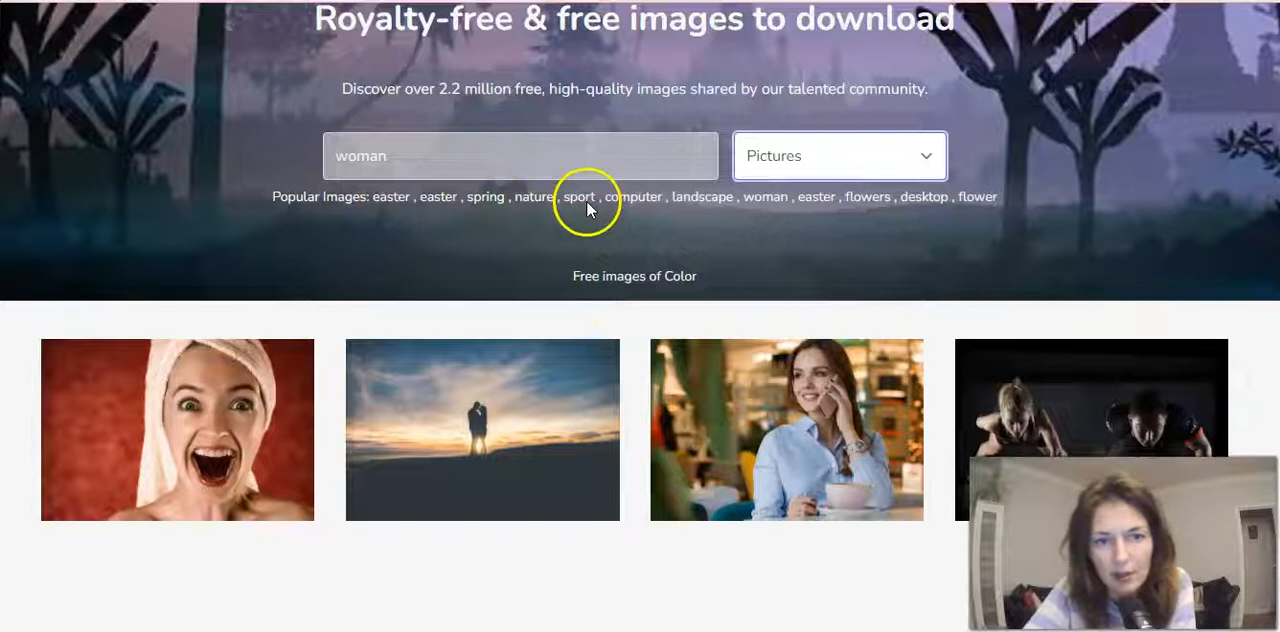 Royalty-free & free images to download
Discover over 2.2 million free, high-quality images shared by our talented community.
woman
Pictures
Popular Images: easter , easter , spring , nature , sport , computer , landscape , woman , easter , flowers , desktop , flower
Free images of Color